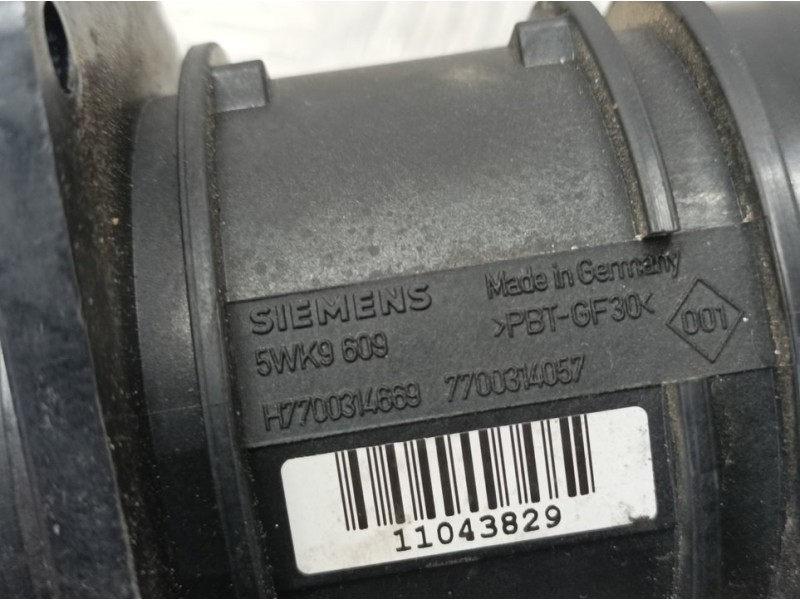 SIEMENS Made in Germany
5WK9 609 >PBT-GF30< 001
H7700314669 7700314057
11043829